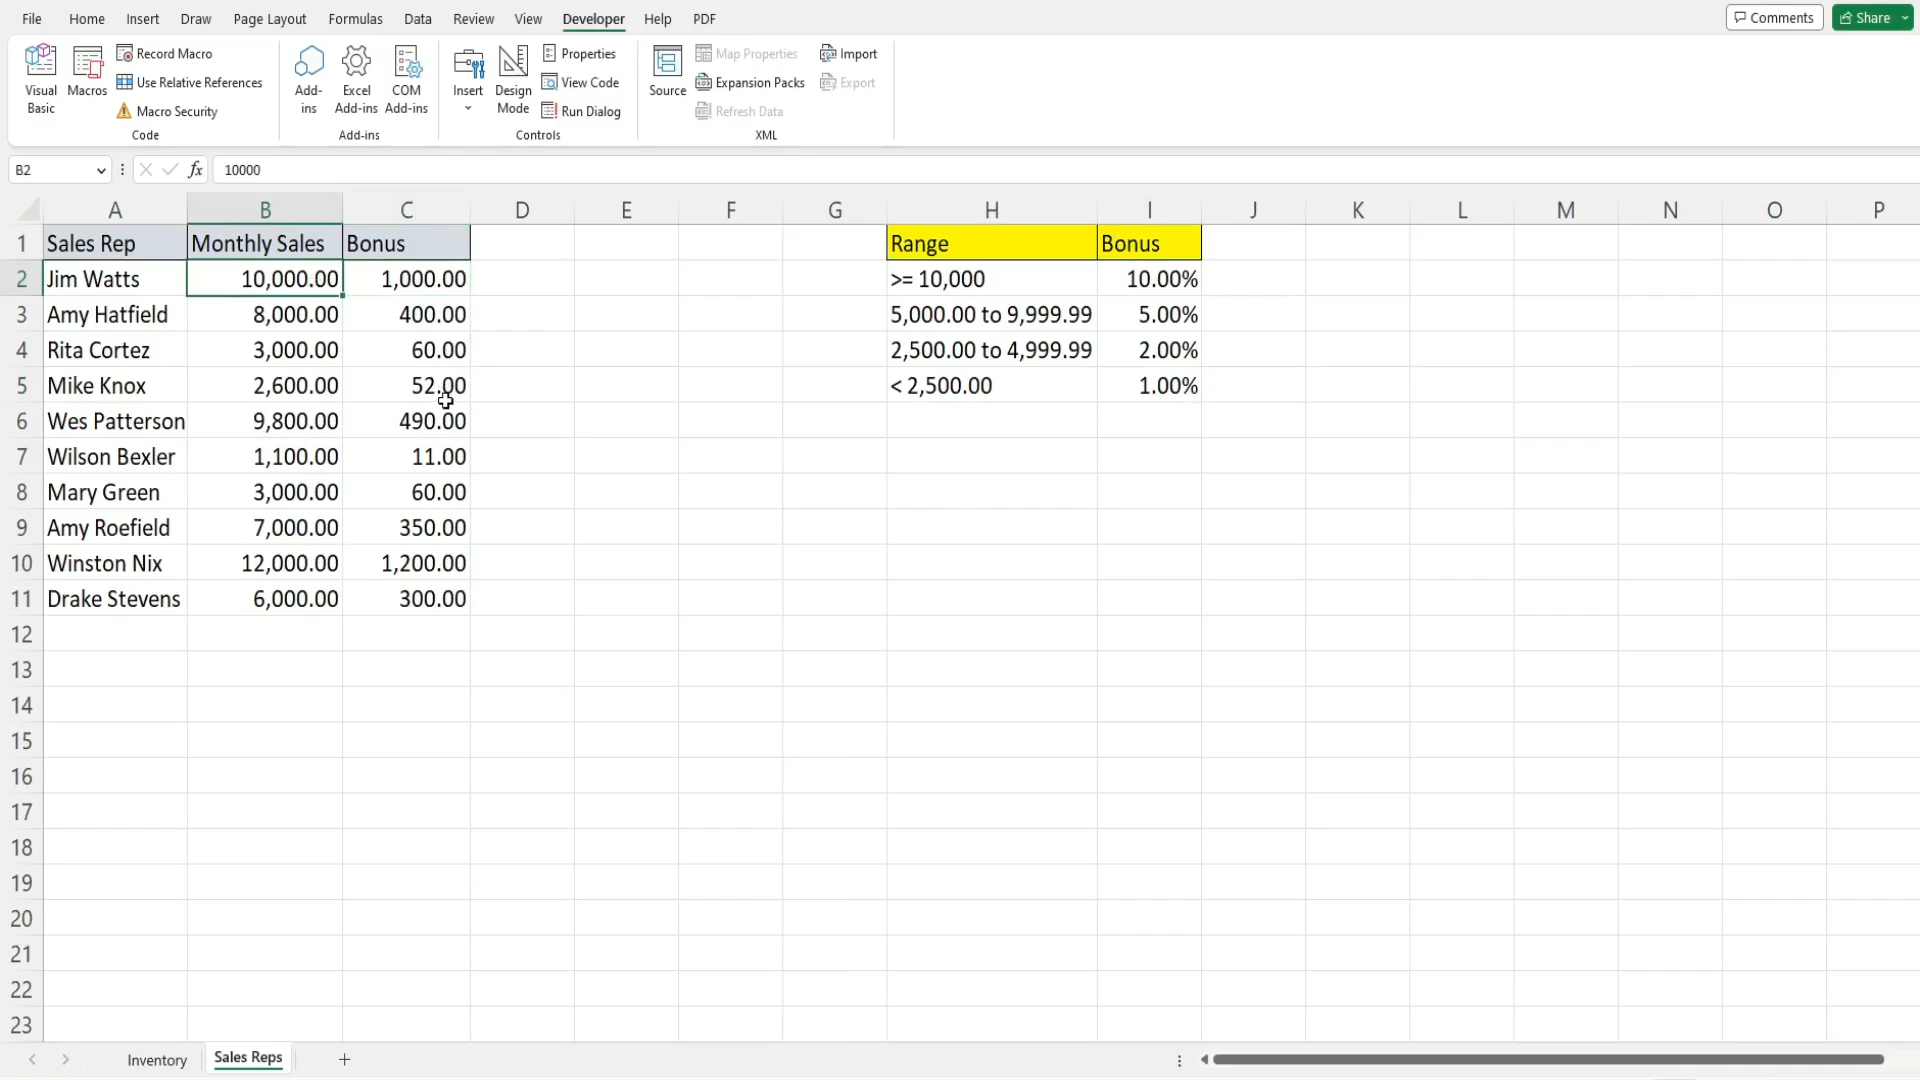 File Home Insert Draw Page Layout Formulas Data Review View Developer Help PDF Comments Share
Visual Basic
Macros
Record Macro
Use Relative References
Macro Security
Code
Add-ins
Excel Add-ins
COM Add-ins
Add-ins
Insert
Design Mode
Properties
View Code
Run Dialog
Controls
Source
Map Properties
Expansion Packs
Refresh Data
Import
Export
XML
B2 fx 10000
A B C D E F G H I J K L M N O P
1 Sales Rep Monthly Sales Bonus Range Bonus
2 Jim Watts 10,000.00 1,000.00 >= 10,000 10.00%
3 Amy Hatfield 8,000.00 400.00 5,000.00 to 9,999.99 5.00%
4 Rita Cortez 3,000.00 60.00 2,500.00 to 4,999.99 2.00%
5 Mike Knox 2,600.00 52.00 < 2,500.00 1.00%
6 Wes Patterson 9,800.00 490.00
7 Wilson Bexler 1,100.00 11.00
8 Mary Green 3,000.00 60.00
9 Amy Roefield 7,000.00 350.00
10 Winston Nix 12,000.00 1,200.00
11 Drake Stevens 6,000.00 300.00
12
13
14
15
16
17
18
19
20
21
22
23
Inventory Sales Reps